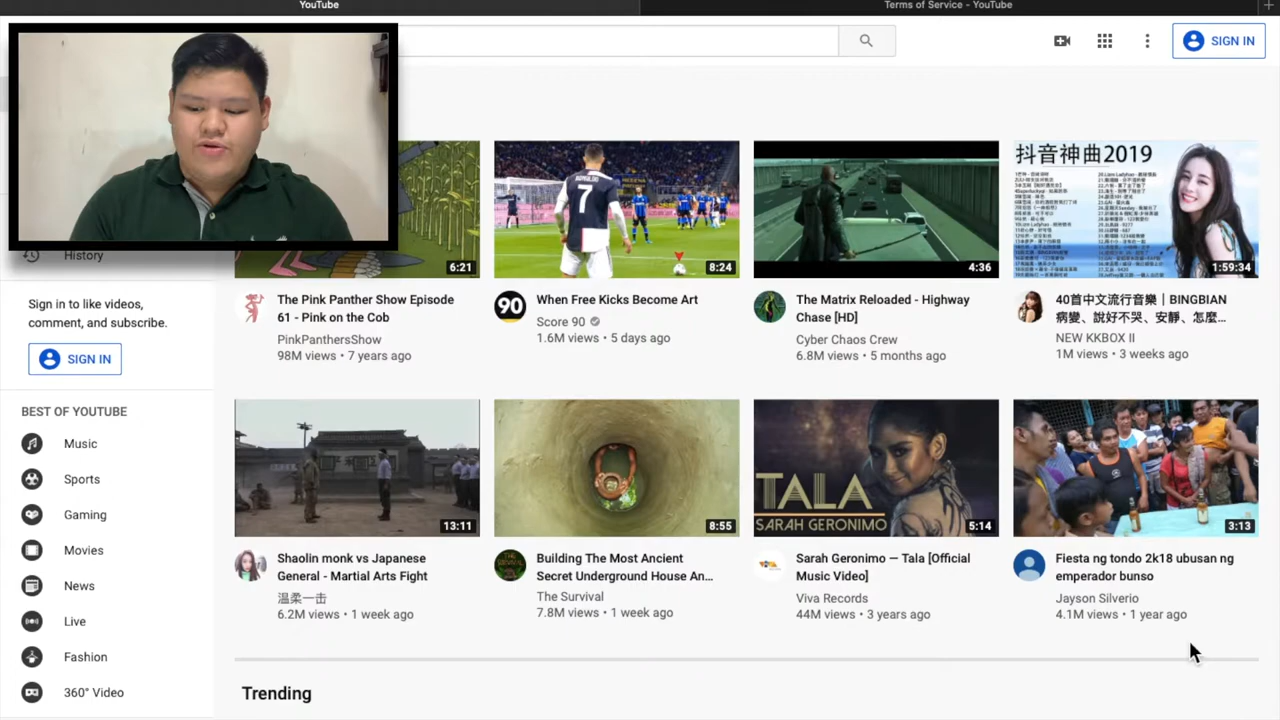 YouTube
Terms of Service - YouTube
SIGN IN
History
Sign in to like videos,
comment, and subscribe.
SIGN IN
BEST OF YOUTUBE
Music
Sports
Gaming
Movies
News
Live
Fashion
360° Video
6:21
The Pink Panther Show Episode
61 - Pink on the Cob
PinkPanthersShow
98M views • 7 years ago
7
8:24
90
When Free Kicks Become Art
Score 90
1.6M views • 5 days ago
4:36
The Matrix Reloaded - Highway
Chase [HD]
Cyber Chaos Crew
6.8M views • 5 months ago
抖音神曲2019
1:59:34
40首中文流行音樂｜BINGBIAN
病變、說好不哭、安靜、怎麼...
NEW KKBOX II
1M views • 3 weeks ago
13:11
Shaolin monk vs Japanese
General - Martial Arts Fight
温柔一击
6.2M views • 1 week ago
8:55
Building The Most Ancient
Secret Underground House An...
The Survival
7.8M views • 1 week ago
TALA
SARAH GERONIMO
5:14
Sarah Geronimo — Tala [Official
Music Video]
Viva Records
44M views • 3 years ago
3:13
Fiesta ng tondo 2k18 ubusan ng
emperador bunso
Jayson Silverio
4.1M views • 1 year ago
Trending